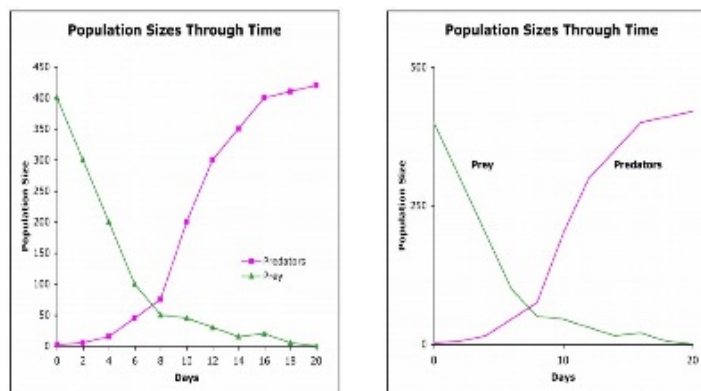 Population Sizes Through Time
450
400
350
300
250
200
150
100
50
0
Population Size
Predators
Prey
0 2 4 6 8 10 12 14 16 18 20
Days
Population Sizes Through Time
500
250
0
Population Size
Prey
Predators
0 10 20
Days